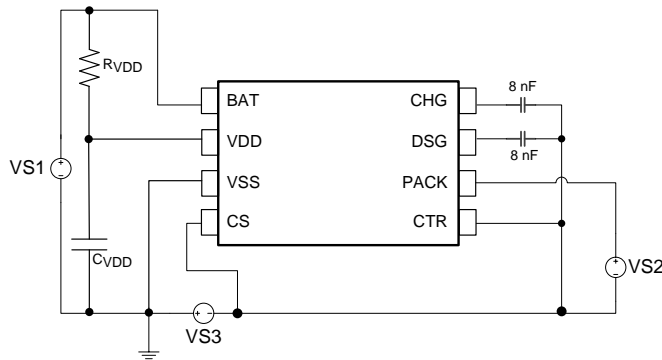 8 nF
RVDD
BAT
CHG
VDD
DSG
8 nF
VS1
VSS
PACK
CS
CTR
CVDD
VS2
VS3